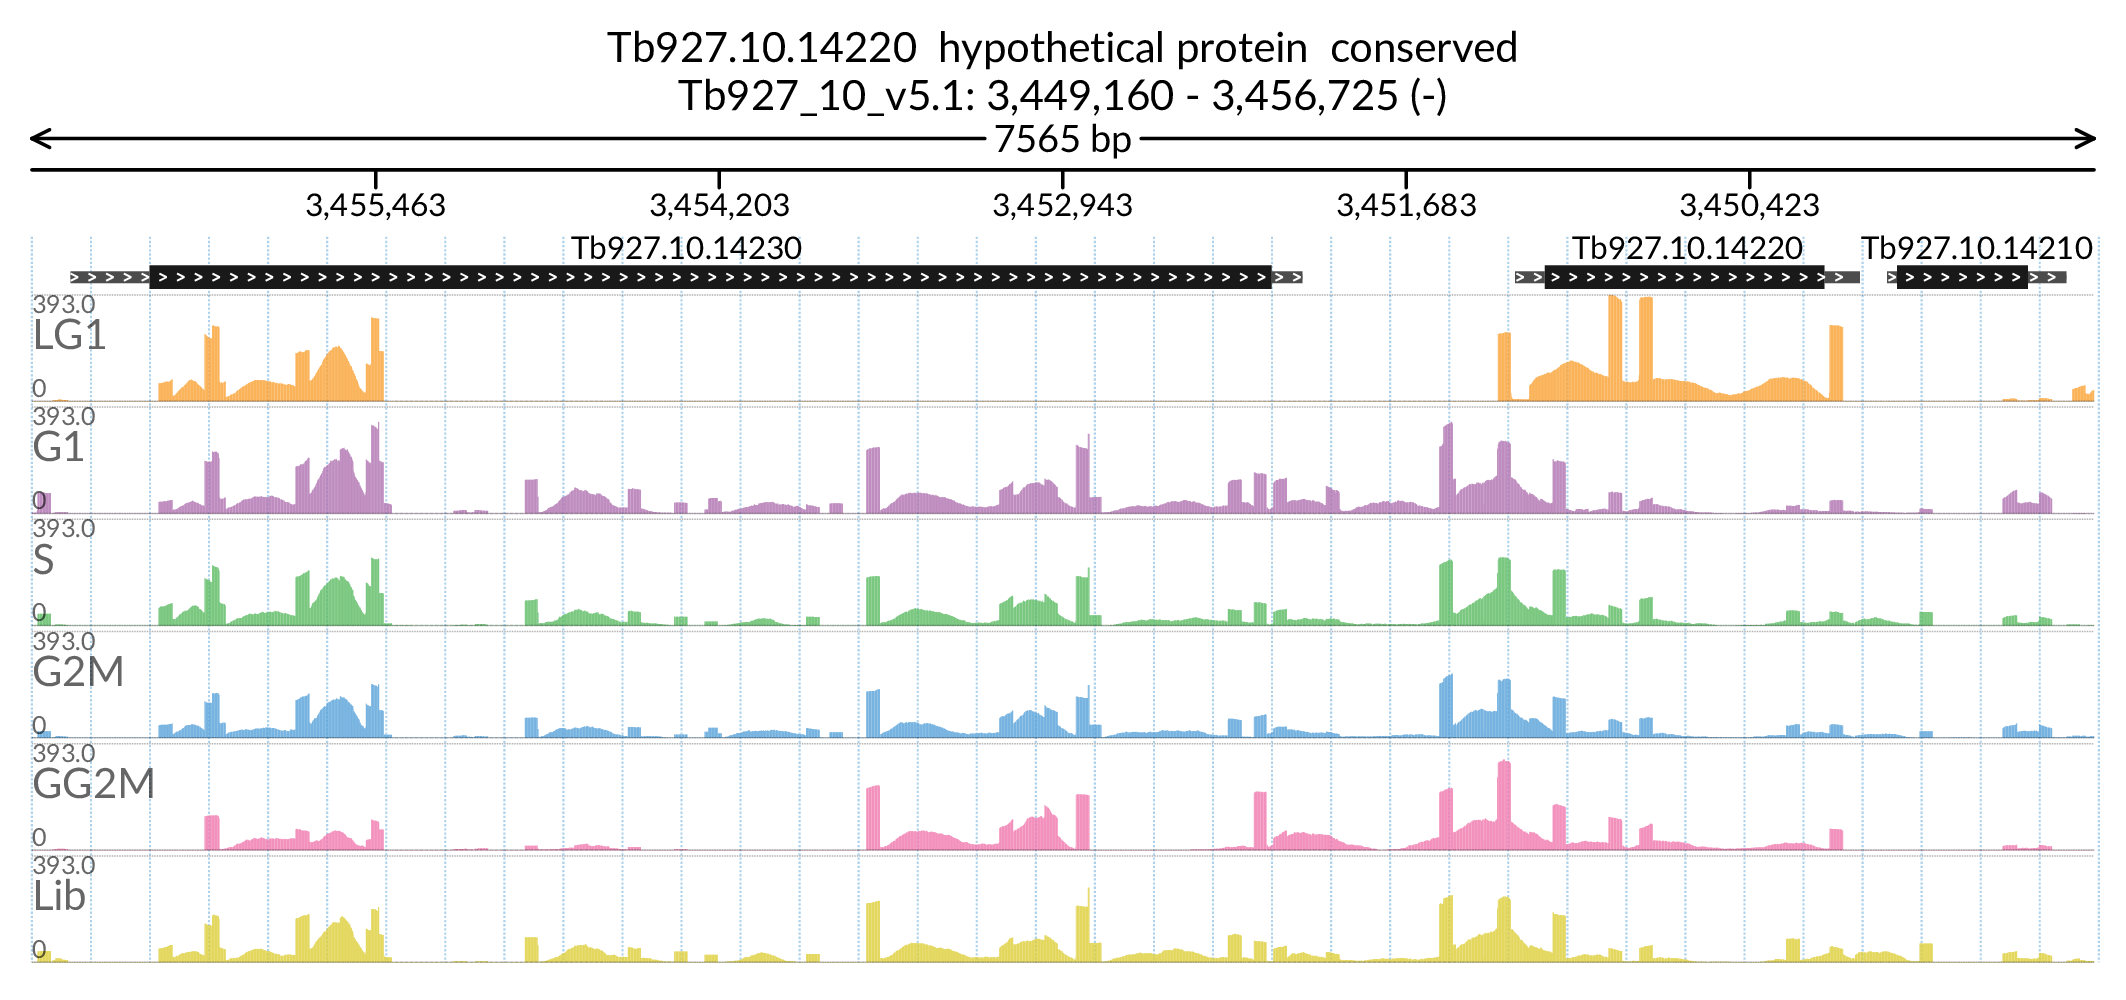 Tb927.10.14220 hypothetical protein conserved
Tb927_10_v5.1: 3,449,160 - 3,456,725 (-)
7565 bp
3,455,463 3,454,203 3,452,943 3,451,683 3,450,423
Tb927.10.14230 Tb927.10.14220 Tb927.10.14210
393.0
LG1
0
393.0
G1
0
393.0
S
0
393.0
G2M
0
393.0
GG2M
0
393.0
Lib
0